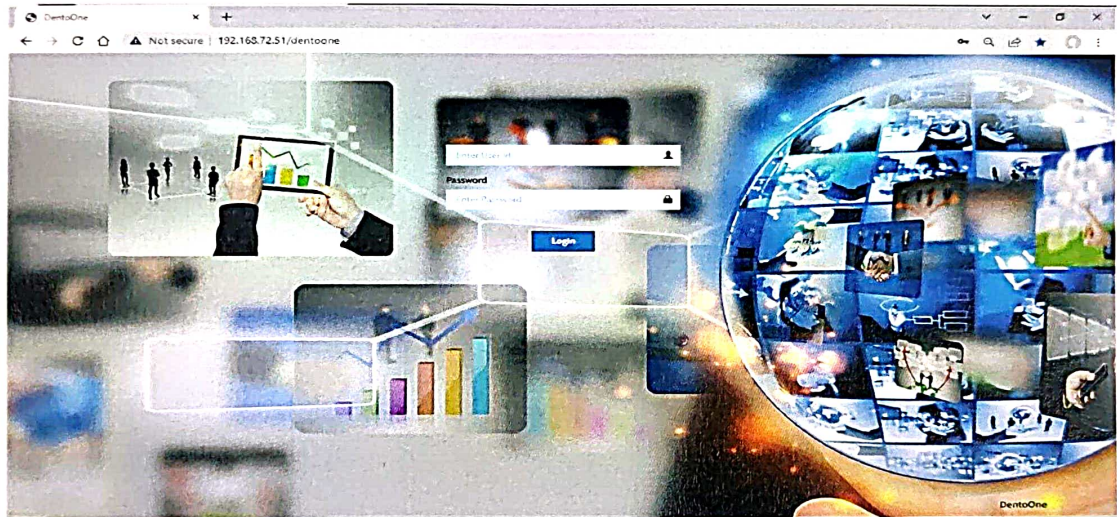 DentoOne
Not secure | 192.168.72.51/dentoone
Enter User id
Password
Enter Password
Login
DentoOne